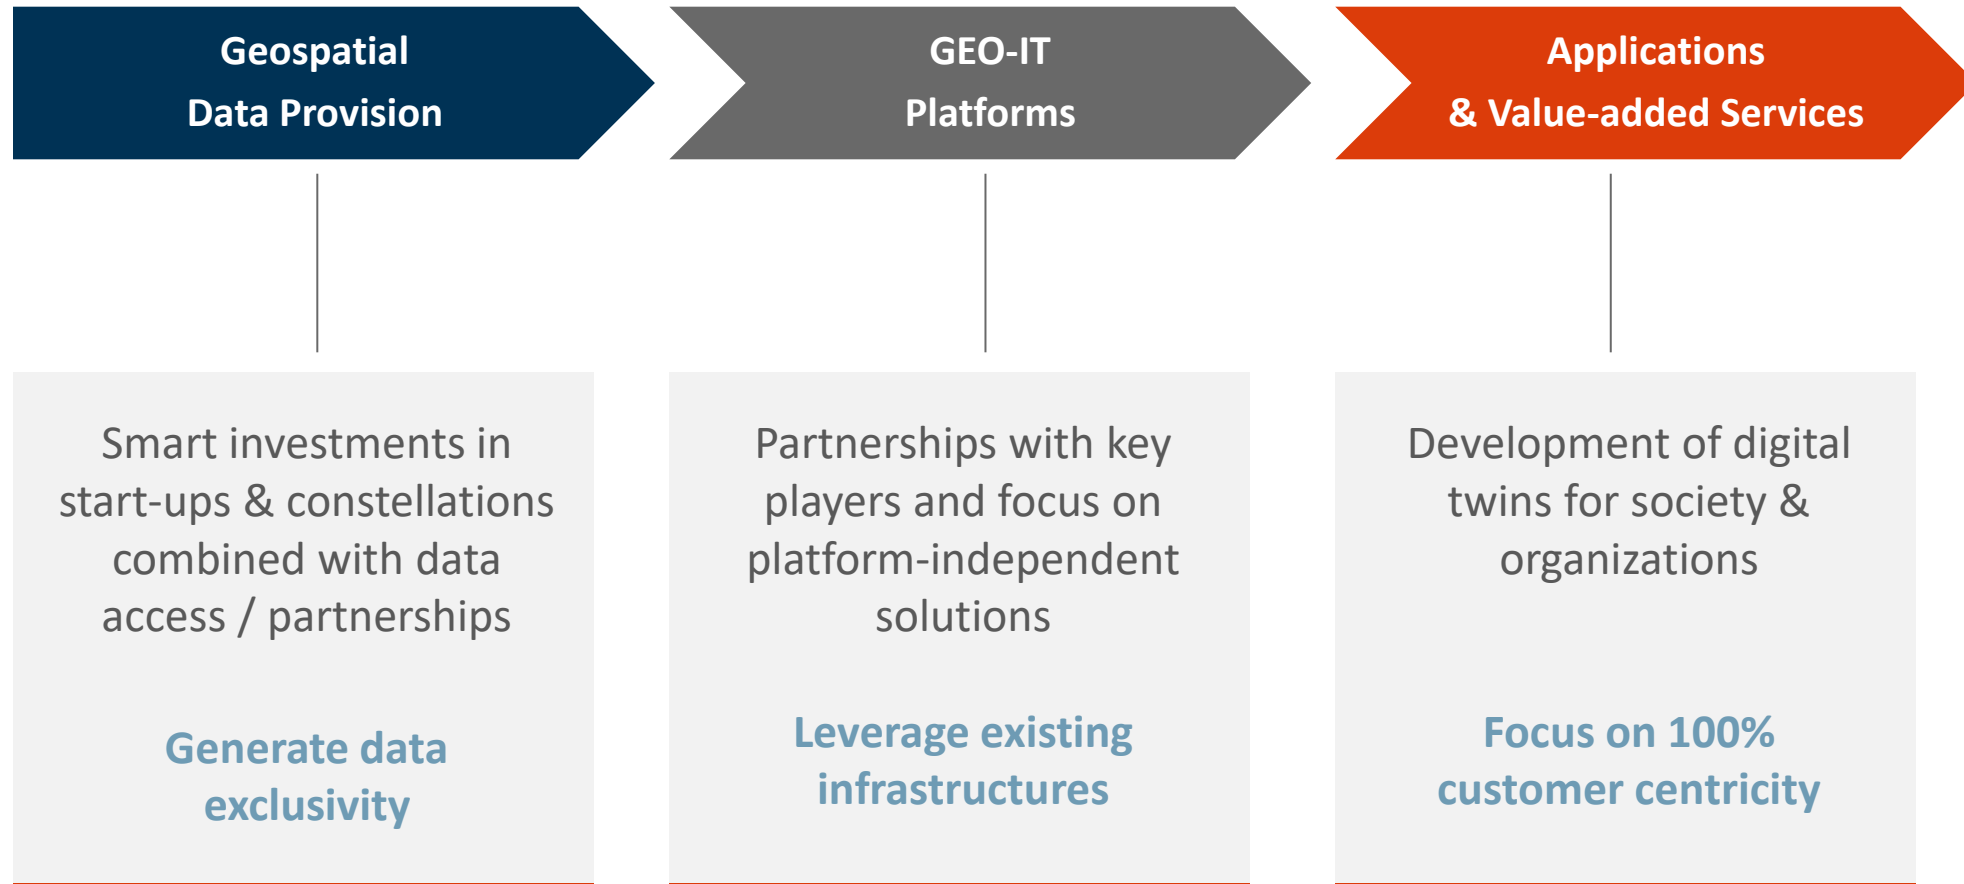 Geospatial
Data Provision
GEO-IT
Platforms
Applications
& Value-added Services
Smart investments in
start-ups & constellations
combined with data
access / partnerships
Generate data
exclusivity
Partnerships with key
players and focus on
platform-independent
solutions
Leverage existing
infrastructures
Development of digital
twins for society &
organizations
Focus on 100%
customer centricity